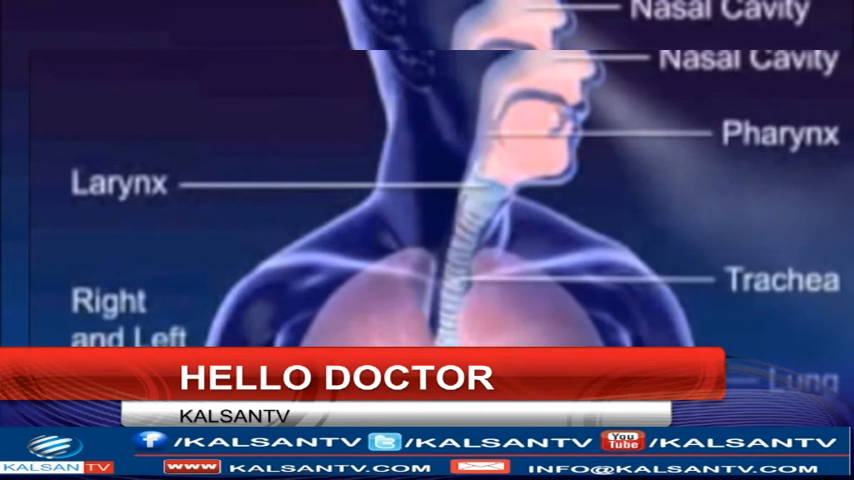 Nasal Cavity
Nasal Cavity
Pharynx
Larynx
Trachea
Right
and Left
Lung
HELLO DOCTOR
KALSANTV
/KALSANTV /KALSANTV You Tube /KALSANTV
KALSAN TV
www KALSANTV.COM INFO@KALSANTV.COM